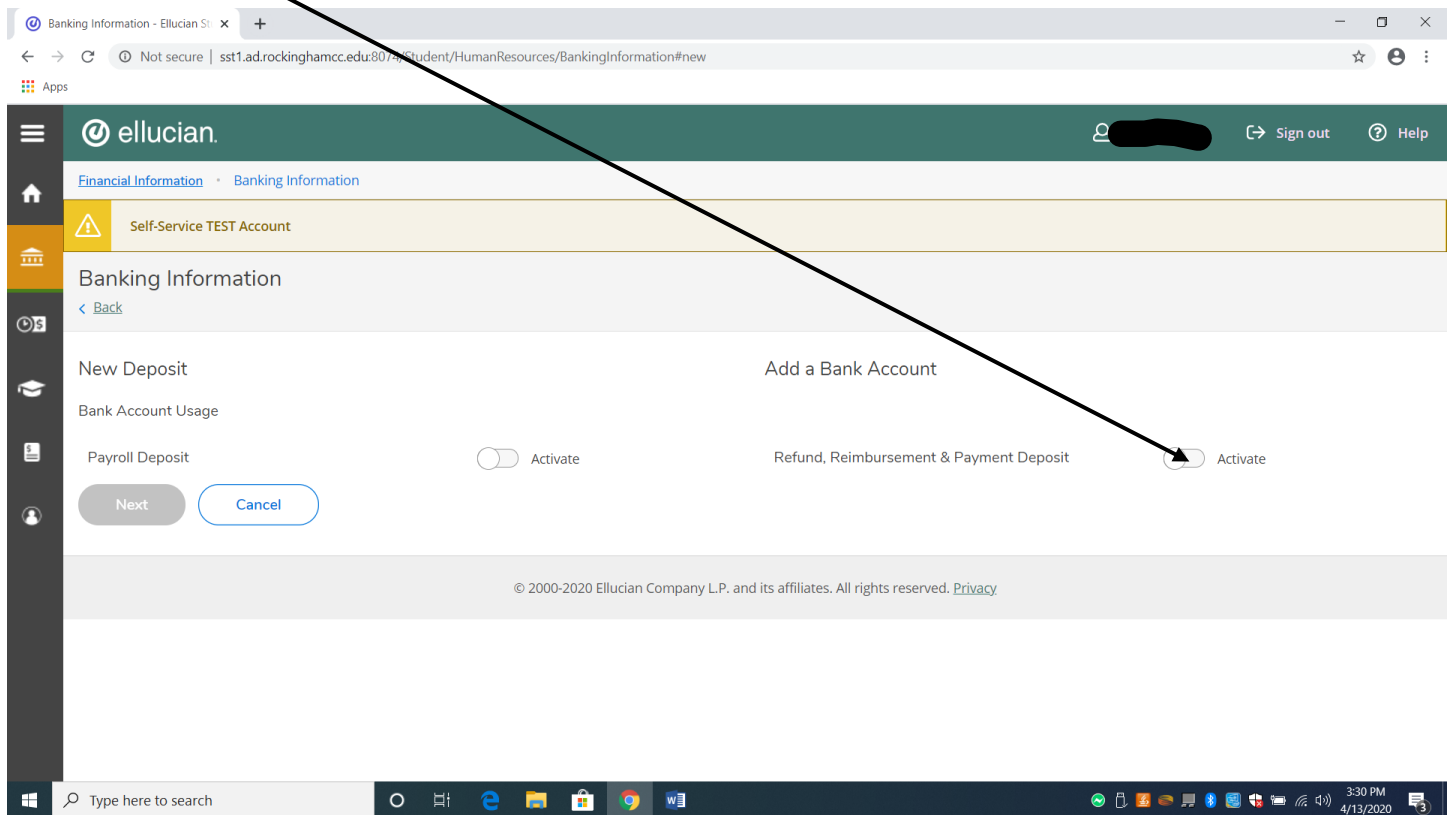 Banking Information - Ellucian St
Not secure | sst1.ad.rockinghamcc.edu:8074/Student/HumanResources/BankingInformation#new
Apps
ellucian.
Sign out
Help
Financial Information · Banking Information
Self-Service TEST Account
Banking Information
< Back
New Deposit
Add a Bank Account
Bank Account Usage
Payroll Deposit
Activate
Refund, Reimbursement & Payment Deposit
Activate
Next
Cancel
© 2000-2020 Ellucian Company L.P. and its affiliates. All rights reserved. Privacy
Type here to search
3:30 PM
4/13/2020
3